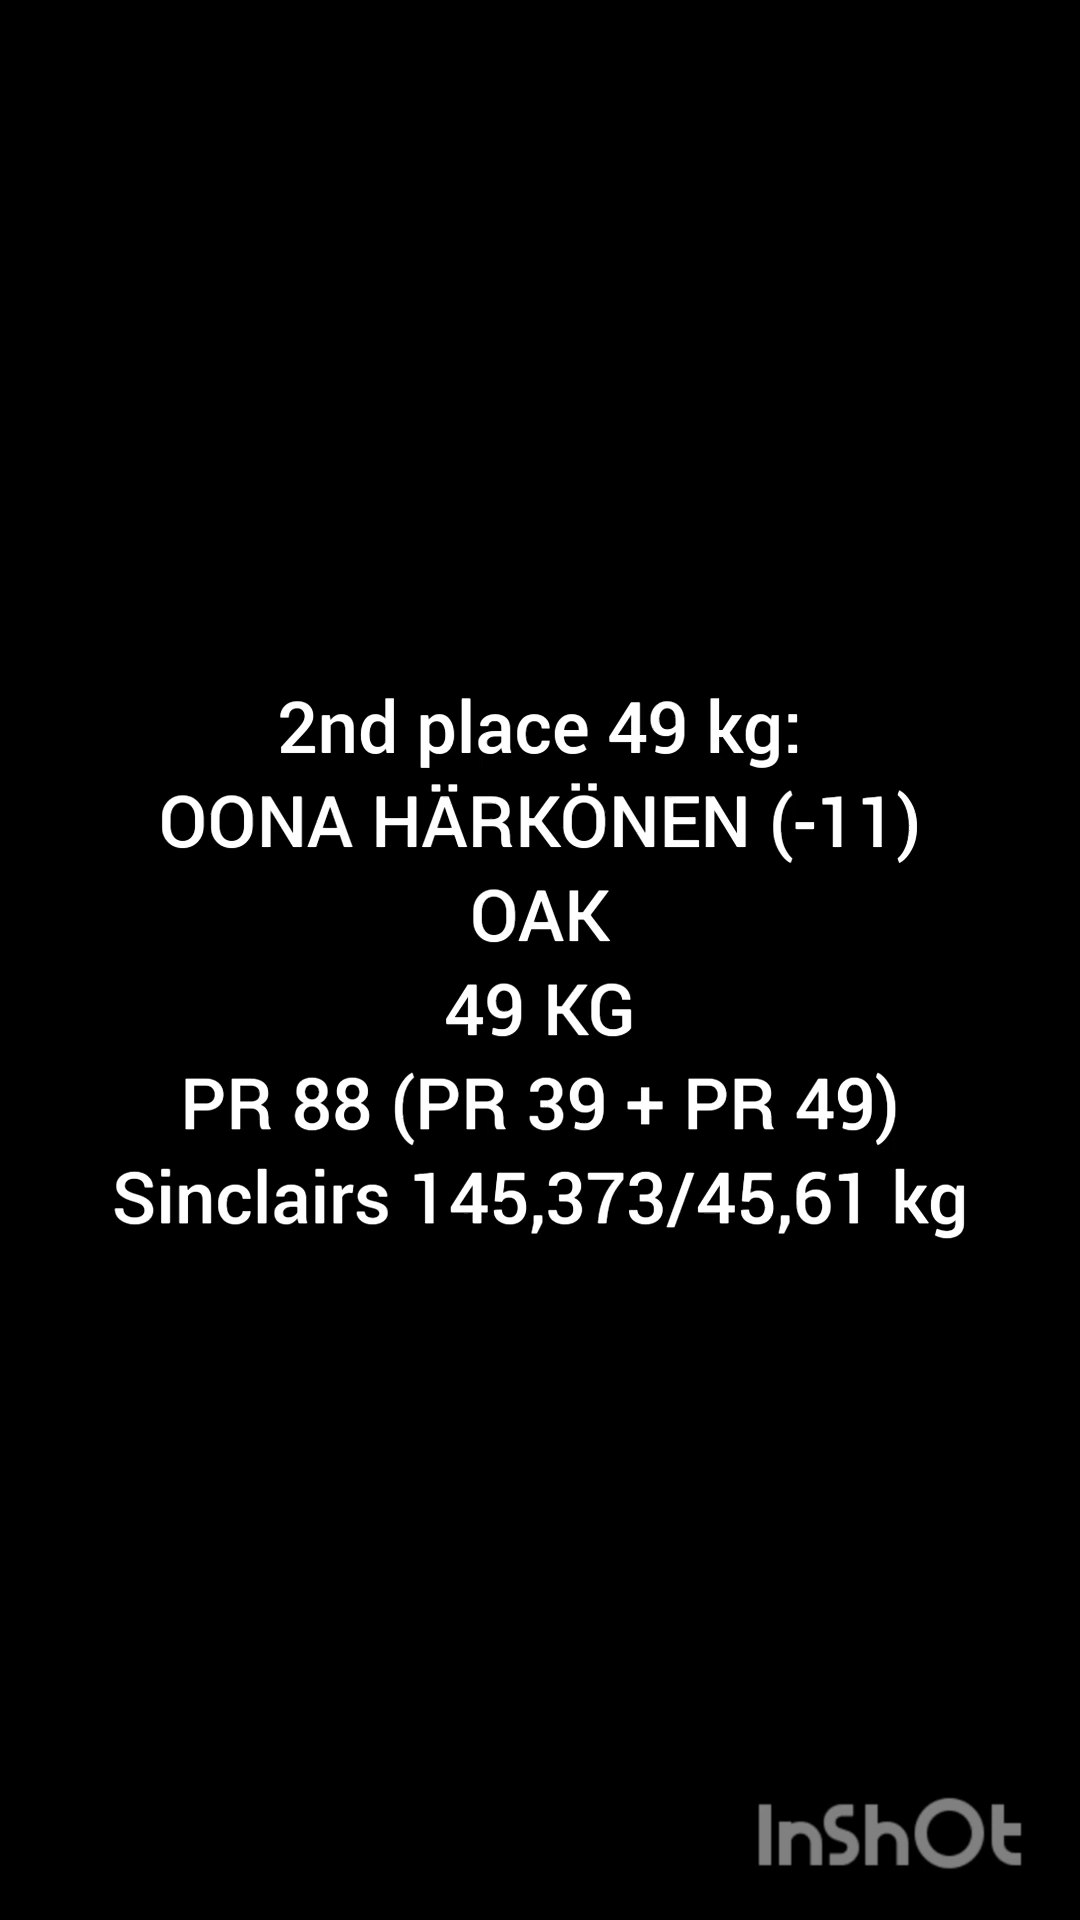 2nd place 49 kg:
OONA HÄRKÖNEN (-11)
OAK
49 KG
PR 88 (PR 39 + PR 49)
Sinclairs 145,373/45,61 kg
InShOt